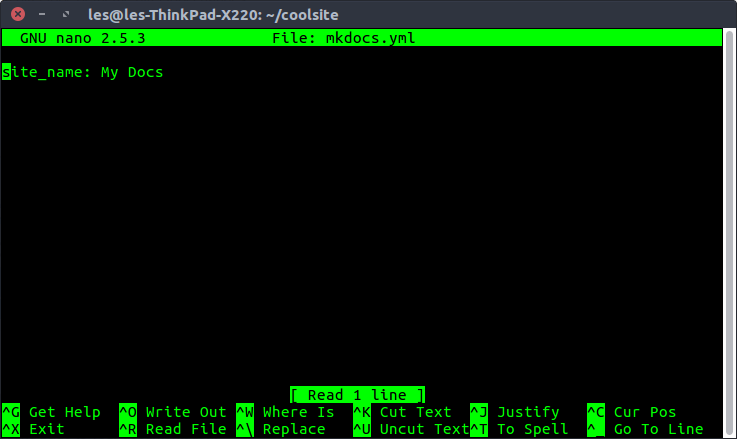 les@les-ThinkPad-X220: ~/coolsite
GNU nano 2.5.3 File: mkdocs.yml
site_name: My Docs
[ Read 1 line ]
^G Get Help ^O Write Out ^W Where Is ^K Cut Text ^J Justify ^C Cur Pos
^X Exit ^R Read File ^\ Replace ^U Uncut Text ^T To Spell ^_ Go To Line